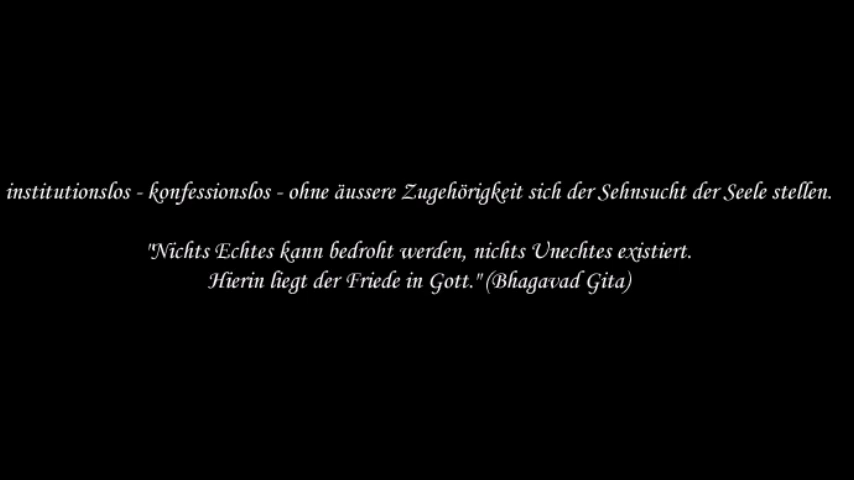 institutionslos - konfessionslos - ohne äussere Zugehörigkeit sich der Sehnsucht der Seele stellen.
"Nichts Echtes kann bedroht werden, nichts Unechtes existiert.
Hierin liegt der Friede in Gott." (Bhagavad Gita)